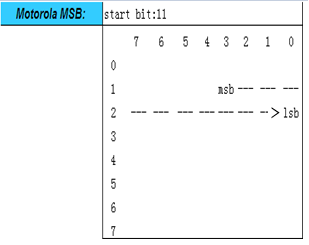 Motorola MSB: start bit:11
7 6 5 4 3 2 1 0
0
1 msb --- --- ---
2 --- --- --- --- --- --- --> lsb
3
4
5
6
7